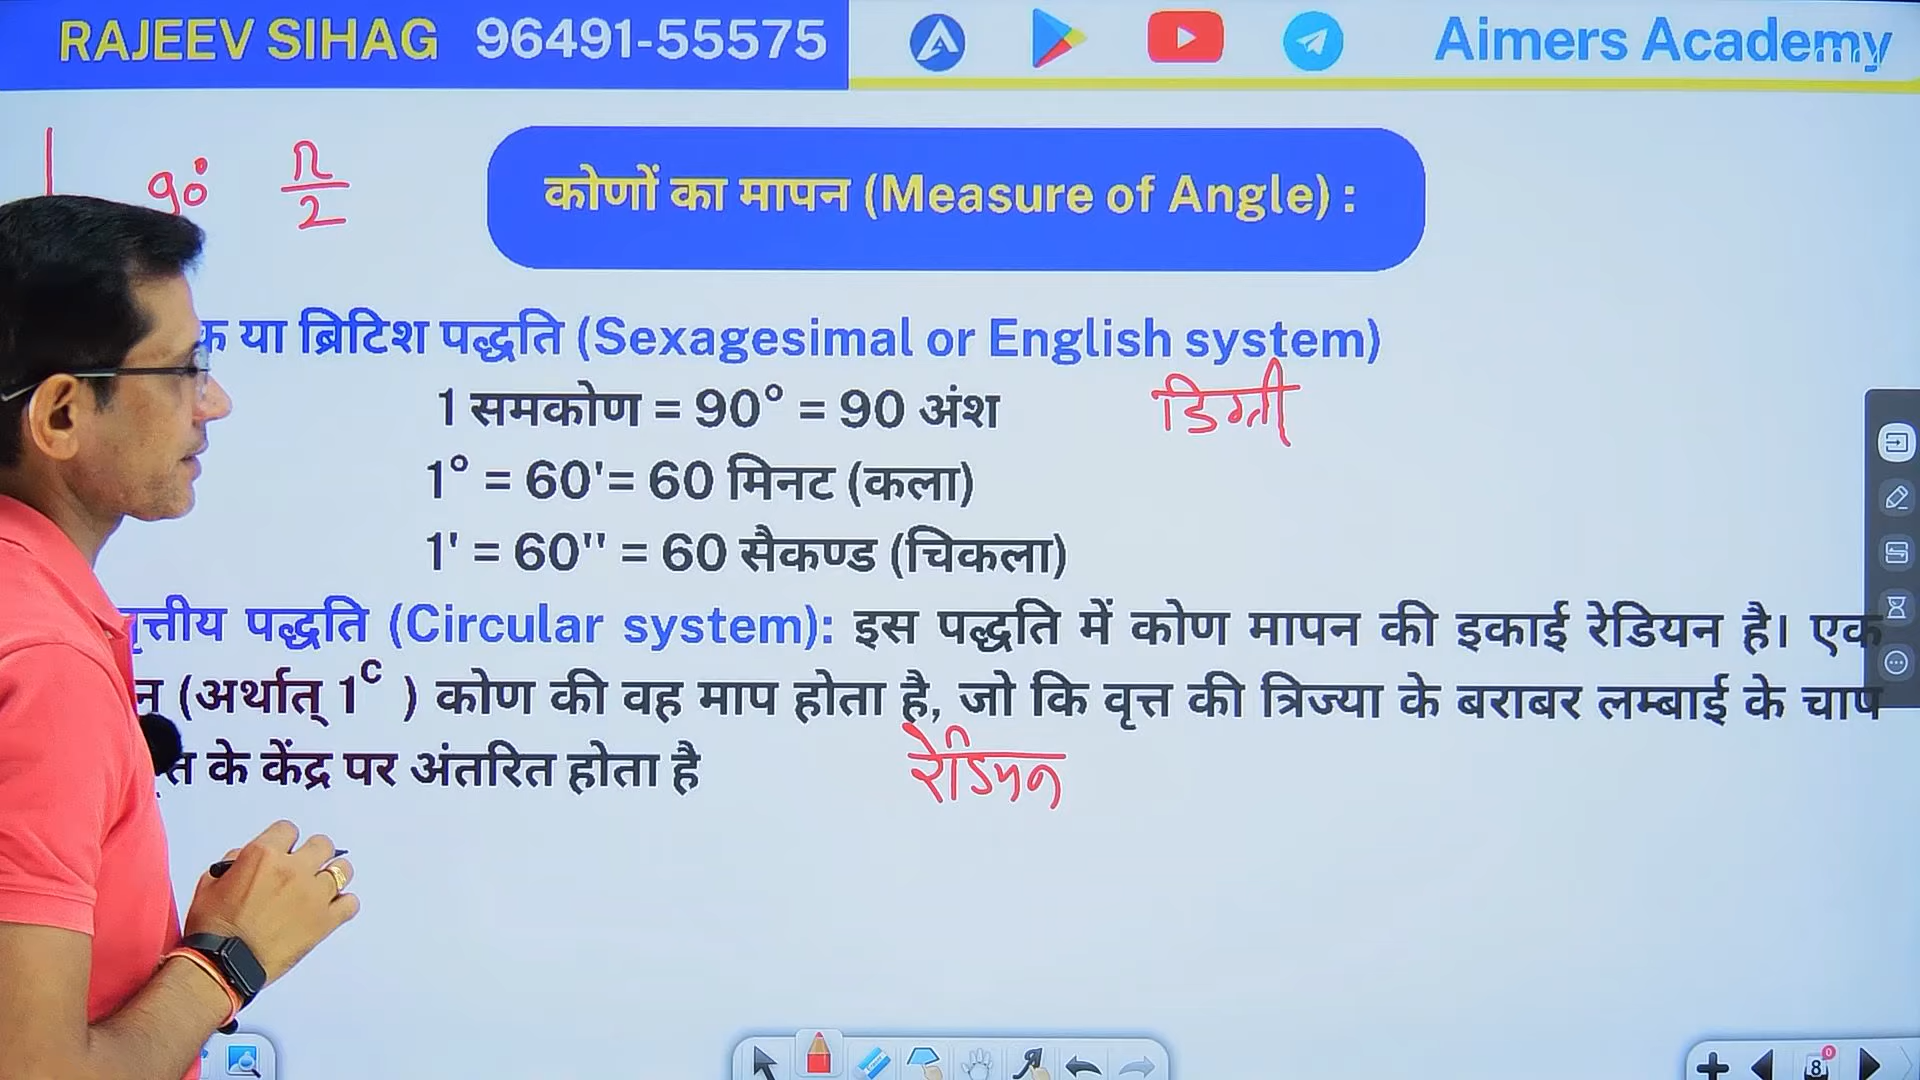 RAJEEV SIHAG 96491-55575 Aimers Academy
90° π/2
कोणों का मापन (Measure of Angle) :
क या ब्रिटिश पद्धति (Sexagesimal or English system)
1 समकोण = 90° = 90 अंश डिग्री
1° = 60'= 60 मिनट (कला)
1' = 60'' = 60 सैकण्ड (चिकला)
वृत्तीय पद्धति (Circular system): इस पद्धति में कोण मापन की इकाई रेडियन है। एक
न (अर्थात् 1ᶜ ) कोण की वह माप होता है, जो कि वृत्त की त्रिज्या के बराबर लम्बाई के चाप
के केंद्र पर अंतरित होता है रेडियन
8